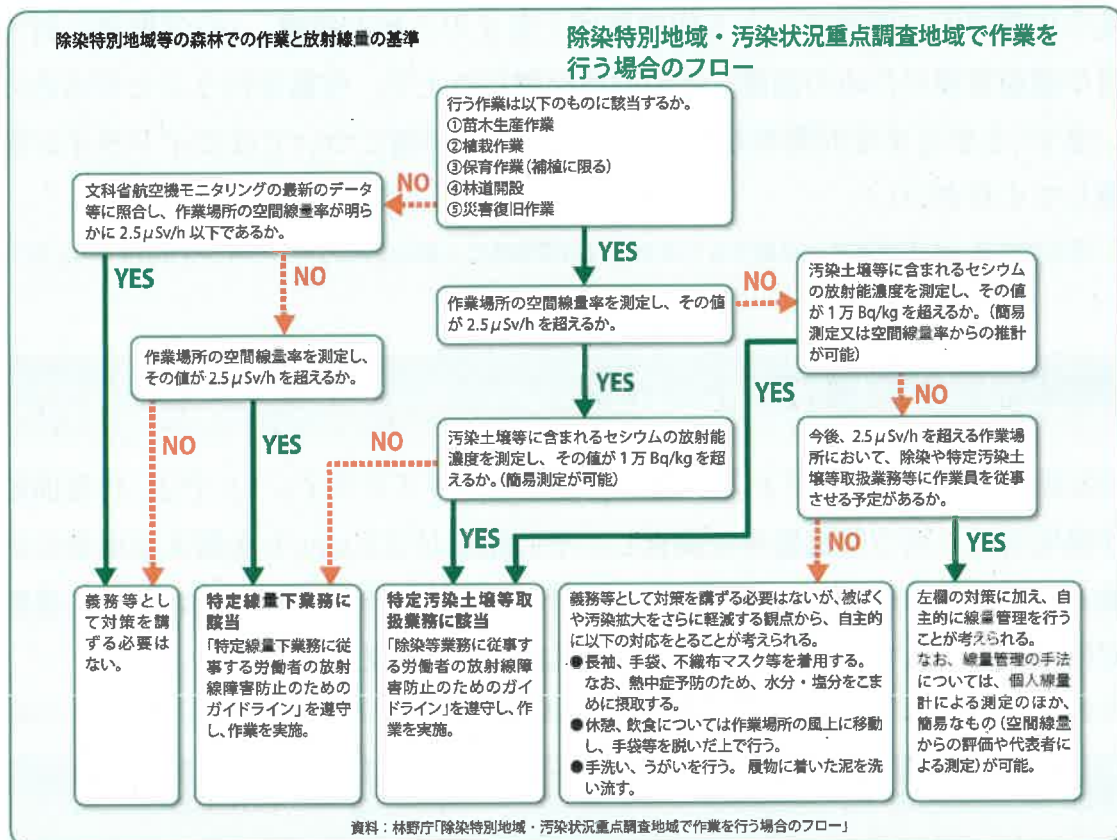 除染特別地域等の森林での作業と放射線量の基準
除染特別地域・汚染状況重点調査地域で作業を
行う場合のフロー
行う作業は以下のものに該当するか。
①苗木生産作業
②植栽作業
③保育作業(補植に限る)
④林道開設
⑤災害復旧作業
NO
文科省航空機モニタリングの最新のデータ
等に照合し、作業場所の空間線量率が明らか
に 2.5μSv/h 以下であるか。
YES
NO
YES
作業場所の空間線量率を測定し、その値
が 2.5μSv/h を超えるか。
NO
汚染土壌等に含まれるセシウム
の放射能濃度を測定し、その値
が 1 万 Bq/kg を超えるか。(簡易
測定又は空間線量率からの推計
が可能)
作業場所の空間線量率を測定し、
その値が 2.5μSv/h を超えるか。
NO
YES
YES
汚染土壌等に含まれるセシウムの放射能
濃度を測定し、その値が 1 万 Bq/kg を超
えるか。(簡易測定が可能)
NO
YES
YES
NO
今後、2.5μSv/h を超える作業場
所において、除染や特定汚染土
壌等取扱業務等に作業員を従事
させる予定があるか。
NO
YES
義務等とし
て対策を講
ずる必要は
ない。
特定線量下業務に
該当
「特定線量下業務に従
事する労働者の放射
線障害防止のための
ガイドライン」を遵守
し、作業を実施。
特定汚染土壌等取
扱業務に該当
「除染等業務に従事す
る労働者の放射線障
害防止のためのガイ
ドライン」を遵守し、作
業を実施。
義務等として対策を講ずる必要はないが、被ばく
や汚染拡大をさらに軽減する観点から、自主的
に以下の対応をとることが考えられる。
●長袖、手袋、不織布マスク等を着用する。
なお、熱中症予防のため、水分・塩分をこま
めに摂取する。
●休憩、飲食については作業場所の風上に移動
し、手袋等を脱いだ上で行う。
●手洗い、うがいを行う。 履物に着いた泥を洗
い流す。
左欄の対策に加え、自
主的に線量管理を行う
ことが考えられる。
なお、線量管理の手法
については、個人線量
計による測定のほか、
簡易なもの(空間線量
からの評価や代表者に
よる測定)が可能。
資料:林野庁「除染特別地域・汚染状況重点調査地域で作業を行う場合のフロー」